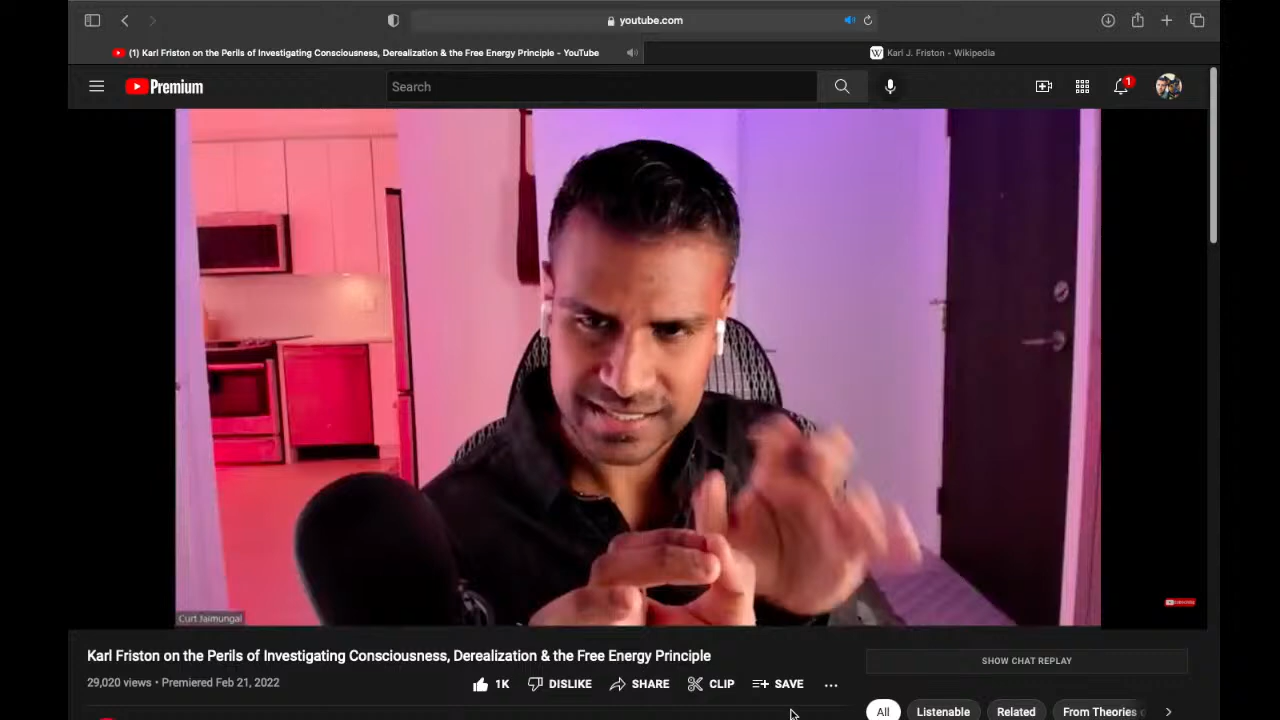 youtube.com
(1) Karl Friston on the Perils of Investigating Consciousness, Derealization & the Free Energy Principle - YouTube
W Karl J. Friston - Wikipedia
Premium
Search
1
Curt Jaimungal
Karl Friston on the Perils of Investigating Consciousness, Derealization & the Free Energy Principle
29,020 views • Premiered Feb 21, 2022
1K DISLIKE SHARE CLIP SAVE ...
SHOW CHAT REPLAY
All Listenable Related From Theories